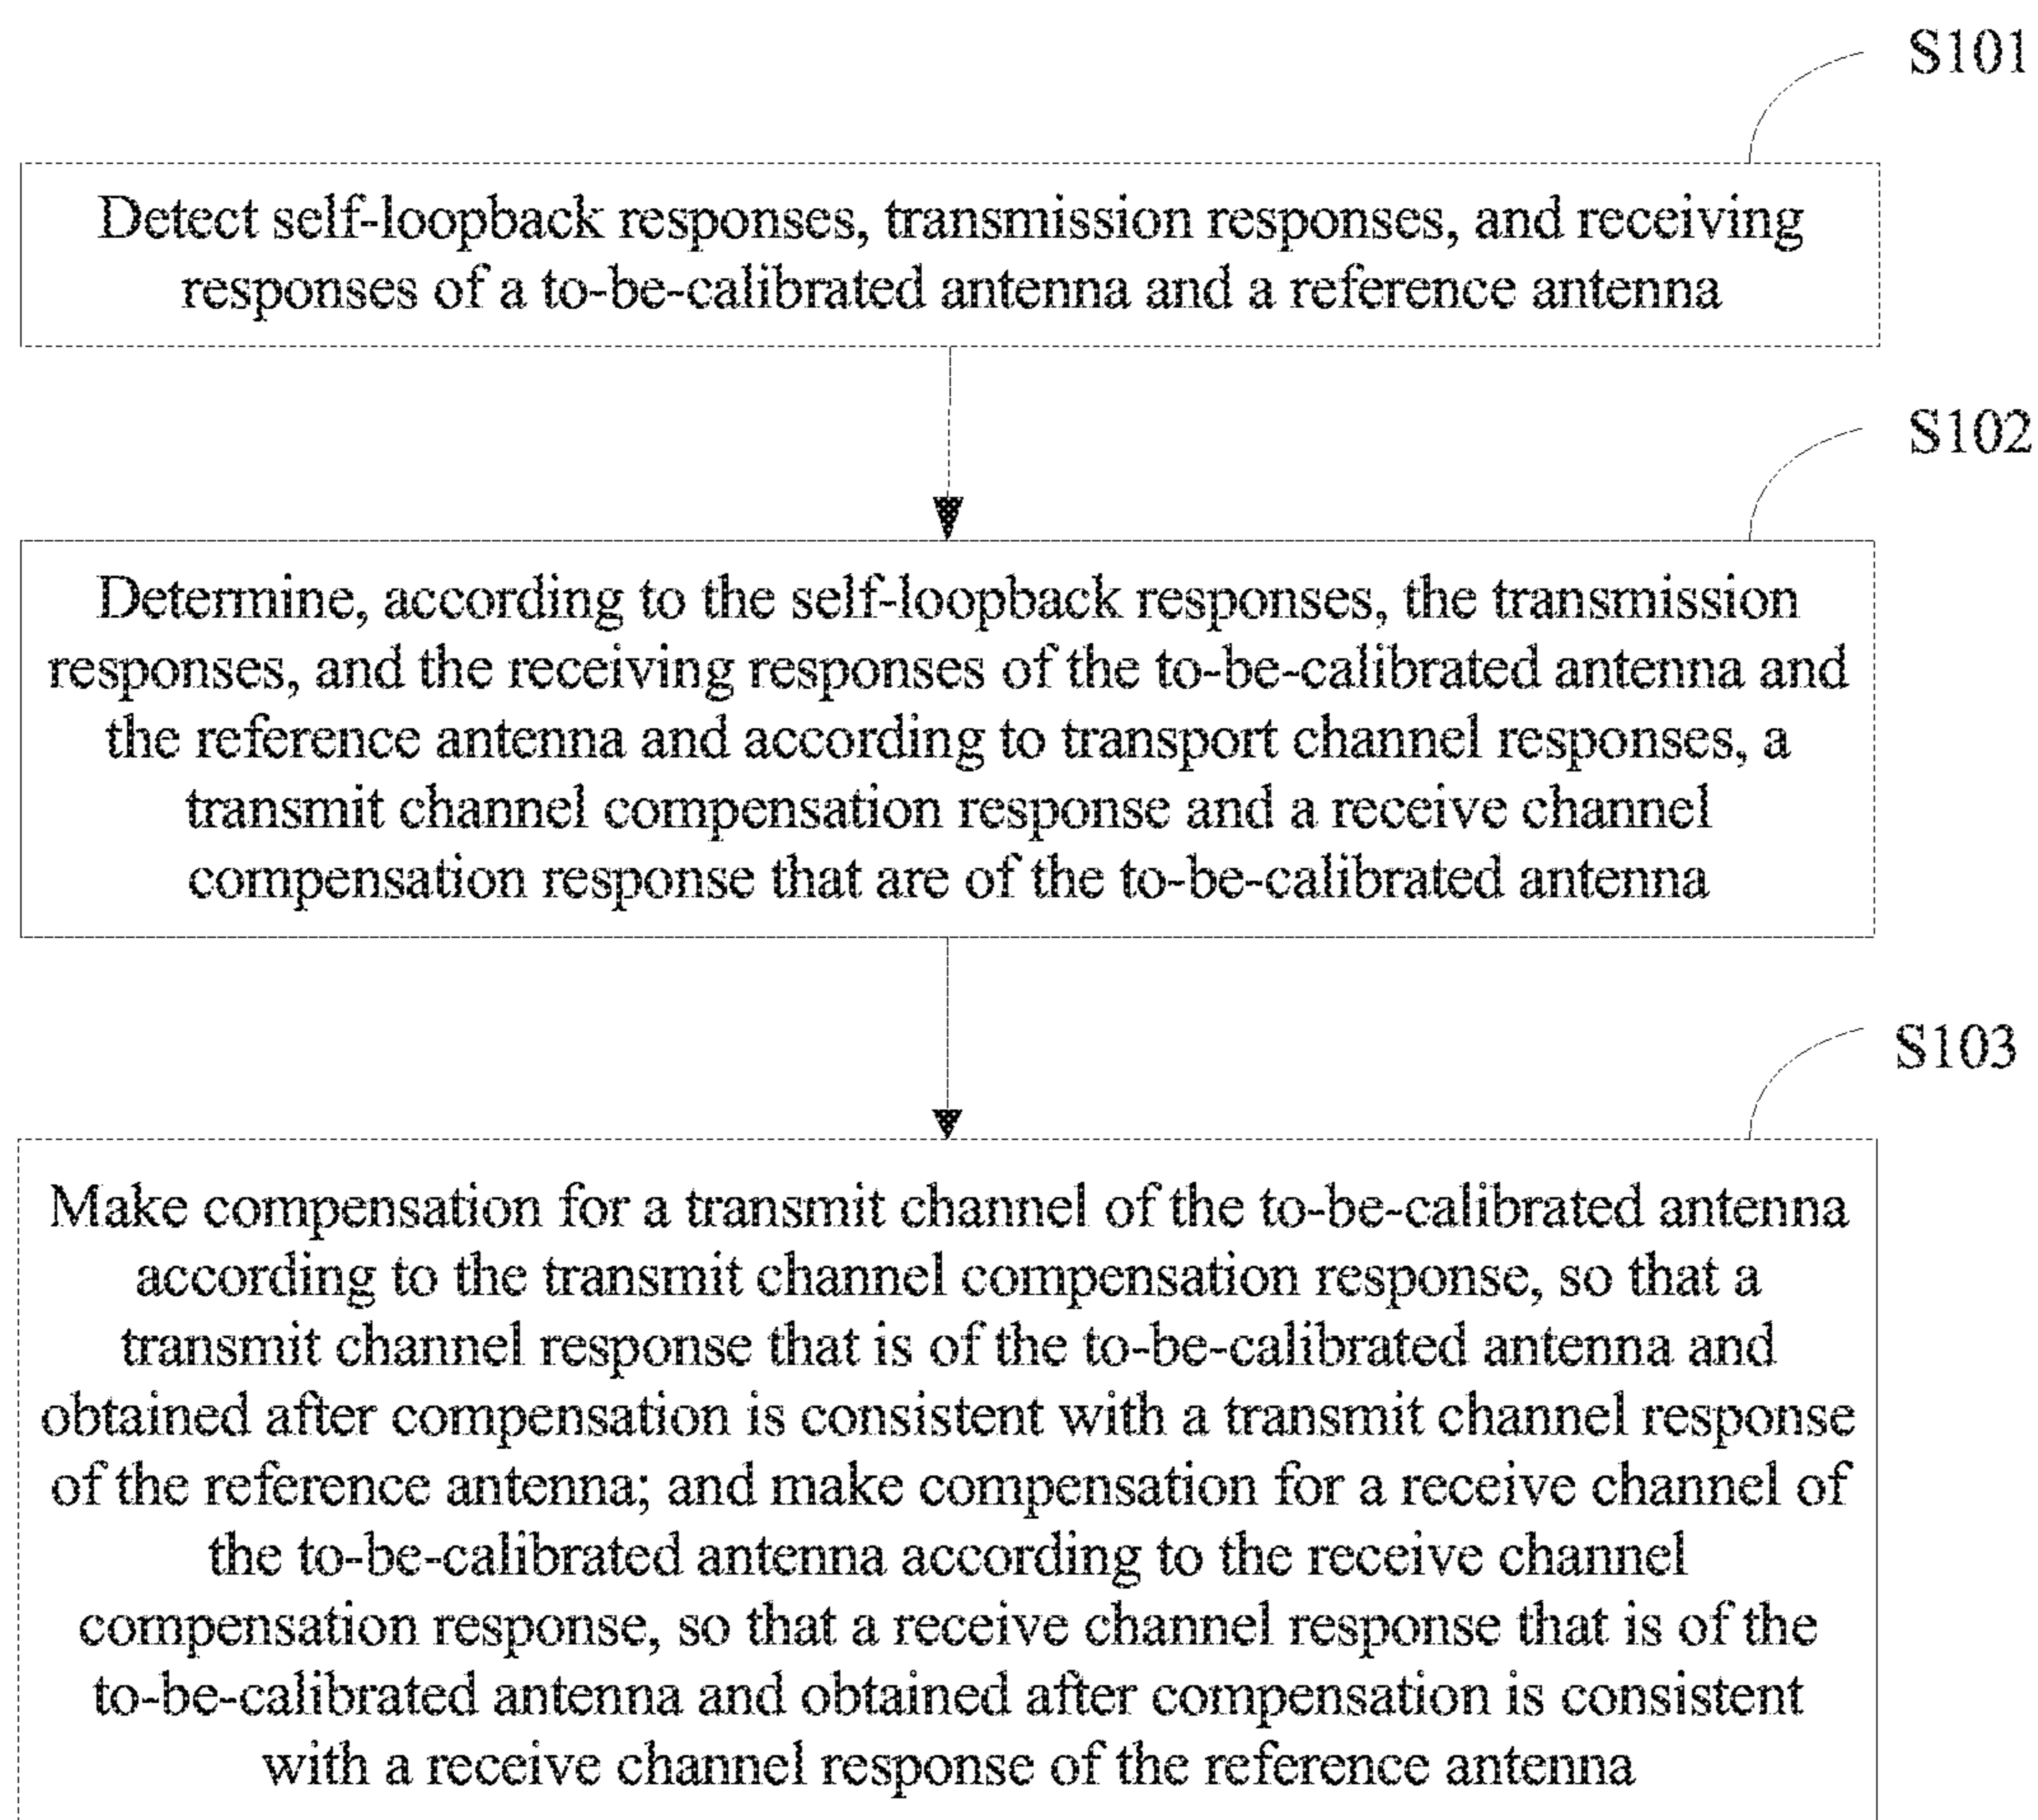 S101
Detect self-loopback responses, transmission responses, and receiving
responses of a to-be-calibrated antenna and a reference antenna
S102
Determine, according to the self-loopback responses, the transmission
responses, and the receiving responses of the to-be-calibrated antenna and
the reference antenna and according to transport channel responses, a
transmit channel compensation response and a receive channel
compensation response that are of the to-be-calibrated antenna
S103
Make compensation for a transmit channel of the to-be-calibrated antenna
according to the transmit channel compensation response, so that a
transmit channel response that is of the to-be-calibrated antenna and
obtained after compensation is consistent with a transmit channel response
of the reference antenna; and make compensation for a receive channel of
the to-be-calibrated antenna according to the receive channel
compensation response, so that a receive channel response that is of the
to-be-calibrated antenna and obtained after compensation is consistent
with a receive channel response of the reference antenna